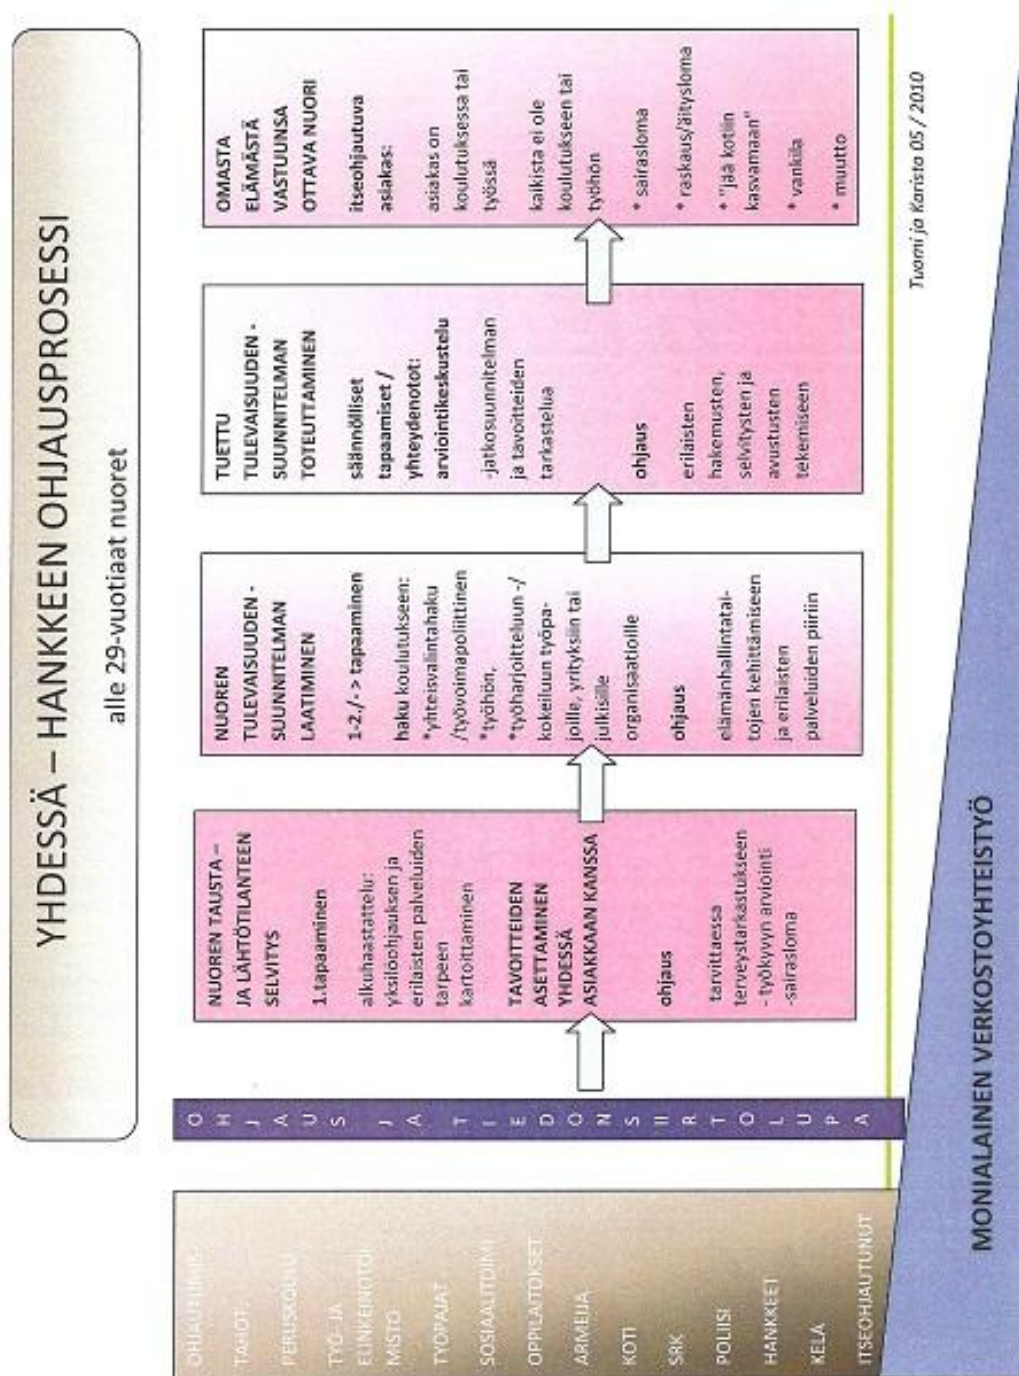 YHDESSÄ – HANKKEEN OHJAUSPROSESSI
alle 29-vuotiaat nuoret
OHJAUTUMIS-
TAHOT:
PERUSKOULU
TYÖ- JA
ELINKEINOTOI
MISTO
TYÖPAJAT
SOSIAALITOIMI
OPPILAITOKSET
ARMEIJA
KOTI
SRK
POLIISI
HANKKEET
KELA
ITSEOHJAUTUNUT
OHJAUS JA TIEDONSIIRTOLUPA
NUOREN TAUSTA –
JA LÄHTÖTILANTEEN
SELVITYS
1.tapaaminen
alkuhaastattelu:
yksilöohjauksen ja
erilaisten palveluiden
tarpeen
kartoittaminen
TAVOITTEIDEN
ASETTAMINEN
YHDESSÄ
ASIAKKAAN KANSSA
ohjaus
tarvittaessa
terveystarkastukseen
- työkyvyn arviointi
-sairasloma
NUOREN
TULEVAISUUDEN -
SUUNNITELMAN
LAATIMINEN
1-2./- > tapaaminen
haku koulutukseen:
*yhteisvalintahaku
/työvoimapoliittinen
*työhön,
*työharjoitteluun -/
kokeiluun työpa-
joille, yrityksiin tai
julkisille
organisaatioille
ohjaus
elämänhallintatai-
tojen kehittämiseen
ja erilaisten
palveluiden piiriin
TUETTU
TULEVAISUUDEN -
SUUNNITELMAN
TOTEUTTAMINEN
säännölliset
tapaamiset /
yhteydenotot:
arviointikeskustelu
-jatkosuunnitelman
ja tavoitteiden
tarkastelua
ohjaus
erilaisten
hakemusten,
selvitysten ja
avustusten
tekemiseen
OMASTA
ELÄMÄSTÄ
VASTUUNSA
OTTAVA NUORI
itseohjautuva
asiakas:
asiakas on
koulutuksessa tai
työssä
kaikista ei ole
koulutukseen tai
työhön
* sairasloma
* raskaus/äitysloma
* "jää kotiin
kasvamaan"
* vankila
* muutto
Tuomi ja Karisto 05 / 2010
MONIALAINEN VERKOSTOYHTEISTYÖ